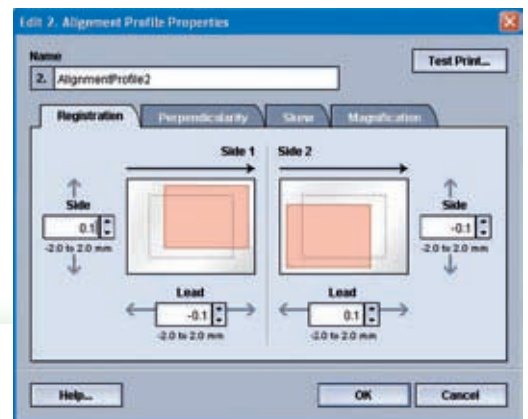 Edit 2. Alignment Profile Properties
Name
2. AlignmentProfile2
Test Print...
Registration Perpendicularity Skew Magnification
Side 1 Side 2
Side
0.1
-2.0 to 2.0 mm
Side
-0.1
-2.0 to 2.0 mm
Lead
-0.1
-2.0 to 2.0 mm
Lead
0.1
-2.0 to 2.0 mm
Help... OK Cancel